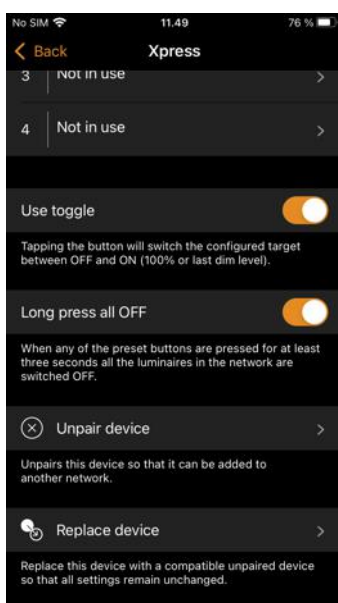 No SIM 11.49 76 %
Back Xpress
3 Not in use
4 Not in use
Use toggle
Tapping the button will switch the configured target
between OFF and ON (100% or last dim level).
Long press all OFF
When any of the preset buttons are pressed for at least
three seconds all the luminaires in the network are
switched OFF.
Unpair device
Unpairs this device so that it can be added to
another network.
Replace device
Replace this device with a compatible unpaired device
so that all settings remain unchanged.